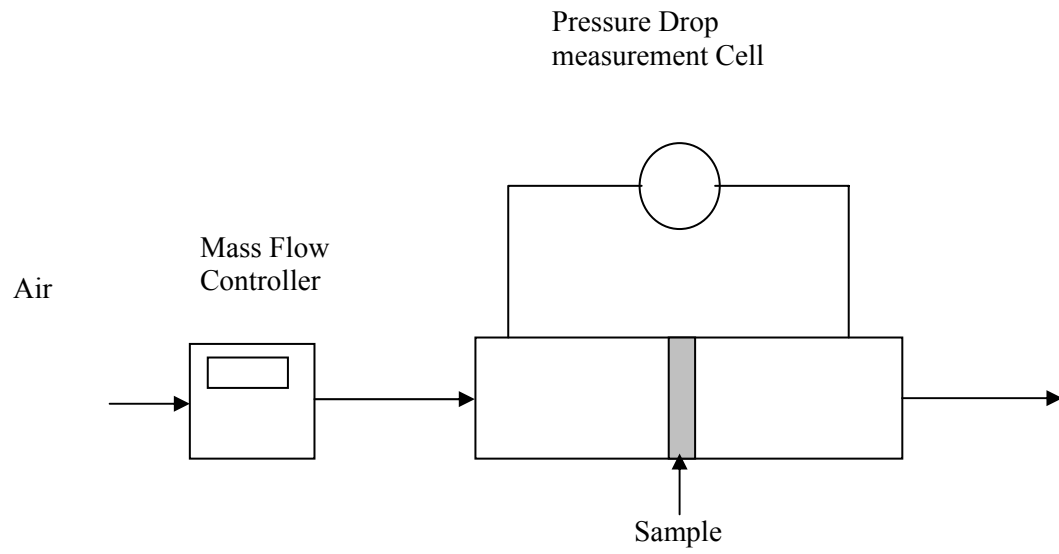 Pressure Drop
measurement Cell
Mass Flow
Controller
Air
Sample